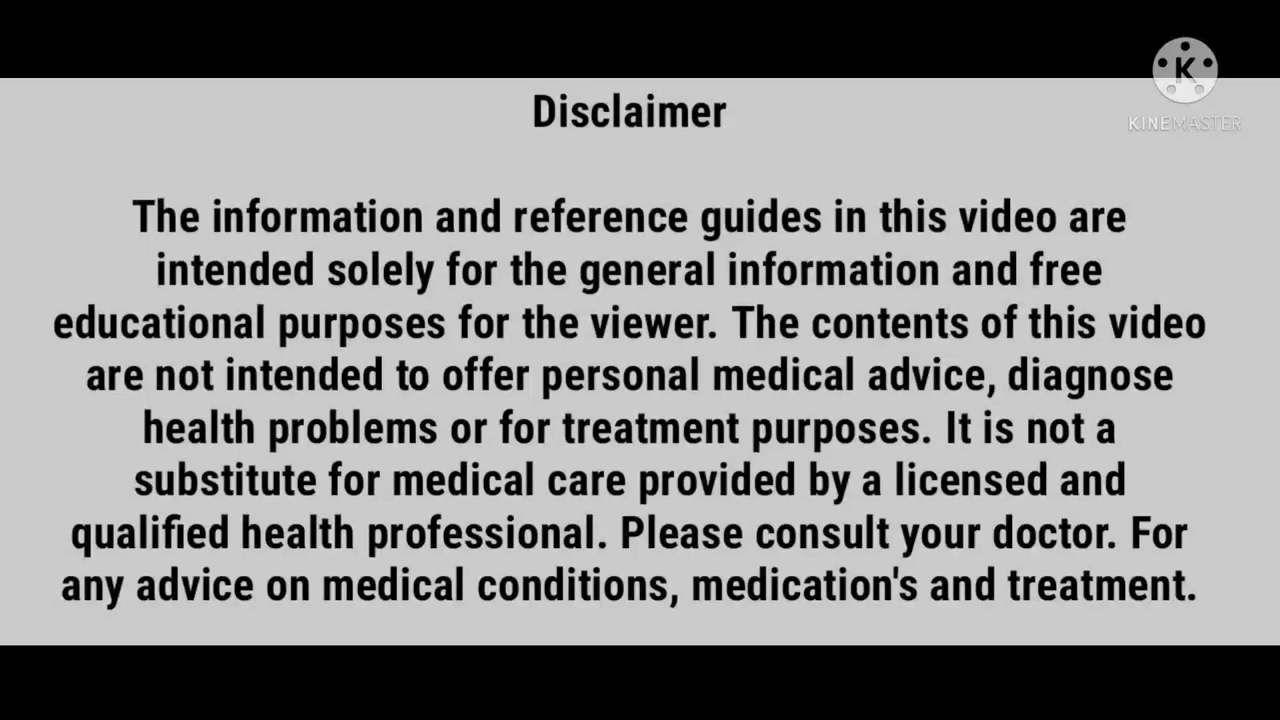 K
KINEMASTER
Disclaimer
The information and reference guides in this video are
intended solely for the general information and free
educational purposes for the viewer. The contents of this video
are not intended to offer personal medical advice, diagnose
health problems or for treatment purposes. It is not a
substitute for medical care provided by a licensed and
qualified health professional. Please consult your doctor. For
any advice on medical conditions, medication's and treatment.